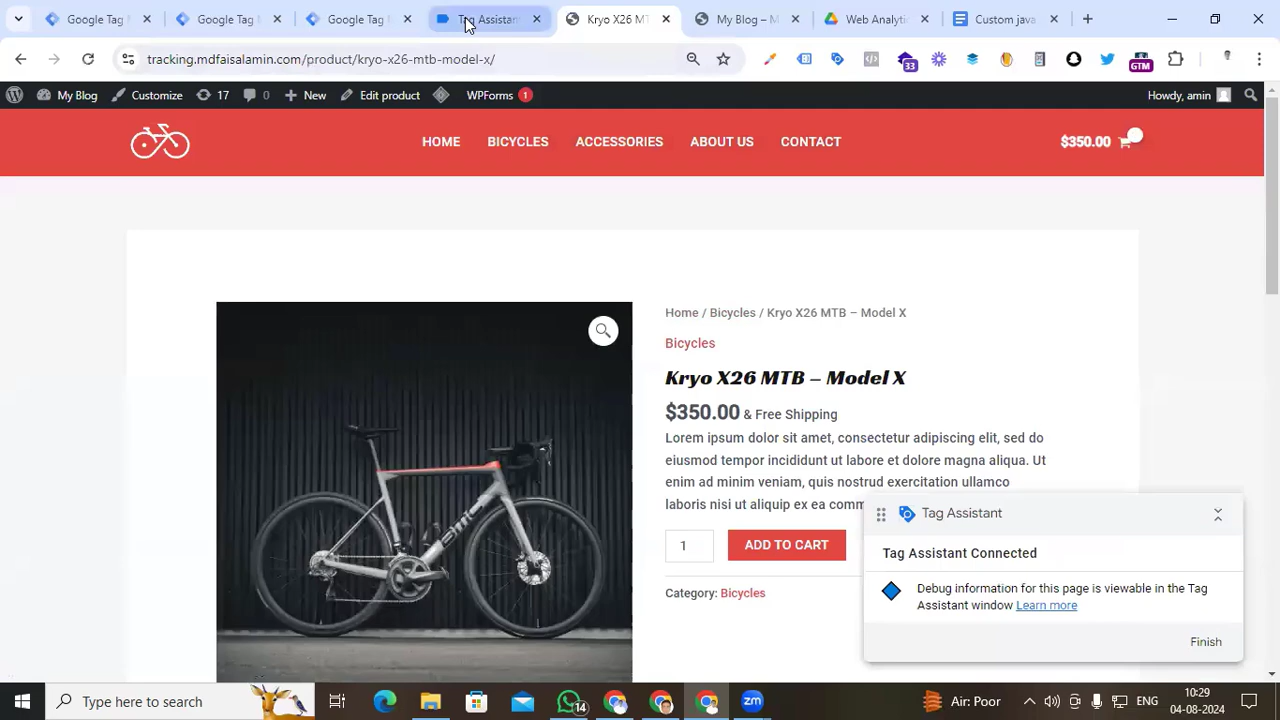 Google Tag
Google Tag
Google Tag
Tag Assistant
Kryo X26 MT
My Blog – M
Web Analytic
Custom java
tracking.mdfaisalamin.com/product/kryo-x26-mtb-model-x/
33
GTM
My Blog
Customize
17
0
New
Edit product
WPForms
1
Howdy, amin
HOME
BICYCLES
ACCESSORIES
ABOUT US
CONTACT
$350.00
Home / Bicycles / Kryo X26 MTB – Model X
Bicycles
Kryo X26 MTB – Model X
$350.00 & Free Shipping
Lorem ipsum dolor sit amet, consectetur adipiscing elit, sed do
eiusmod tempor incididunt ut labore et dolore magna aliqua. Ut
enim ad minim veniam, quis nostrud exercitation ullamco
laboris nisi ut aliquip ex ea comm
1
ADD TO CART
Category: Bicycles
Tag Assistant
Tag Assistant Connected
Debug information for this page is viewable in the Tag
Assistant window Learn more
Finish
Type here to search
14
zm
Air: Poor
ENG
10:29
04-08-2024